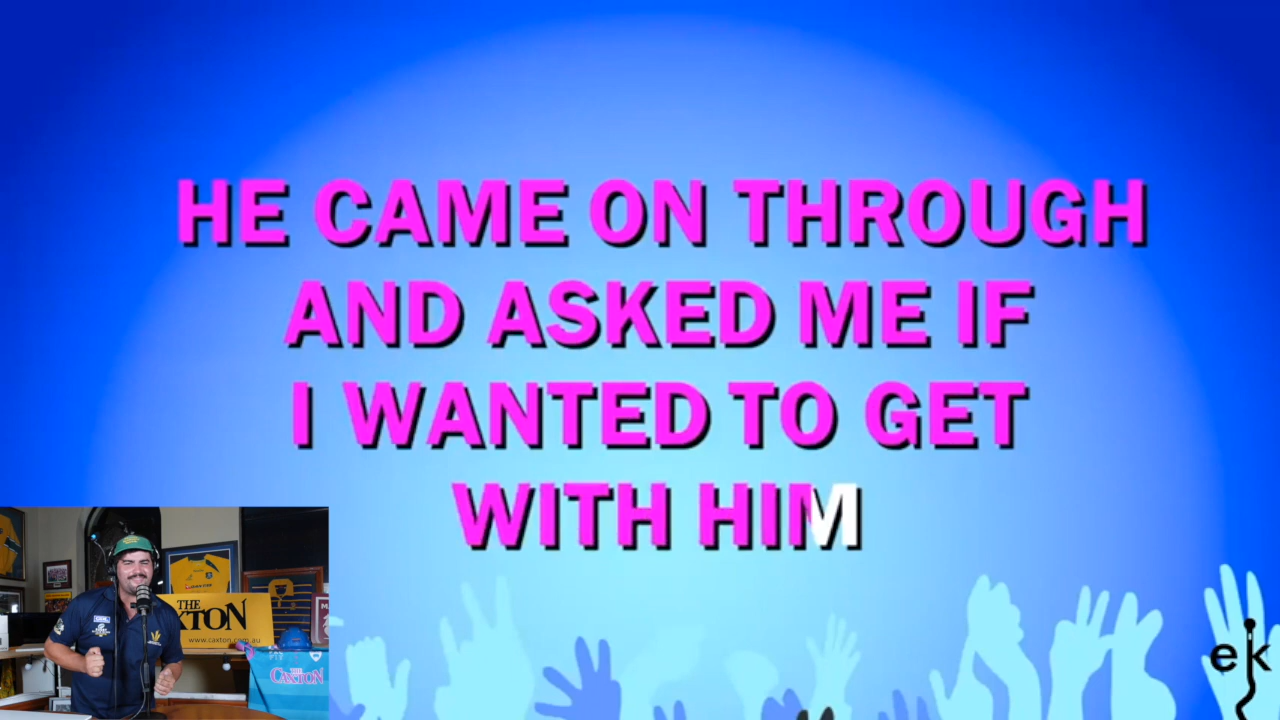 HE CAME ON THROUGH
AND ASKED ME IF
I WANTED TO GET
WITH HIM
THE
XTON
www.caxton.com.au
THE
CAXTON
ek